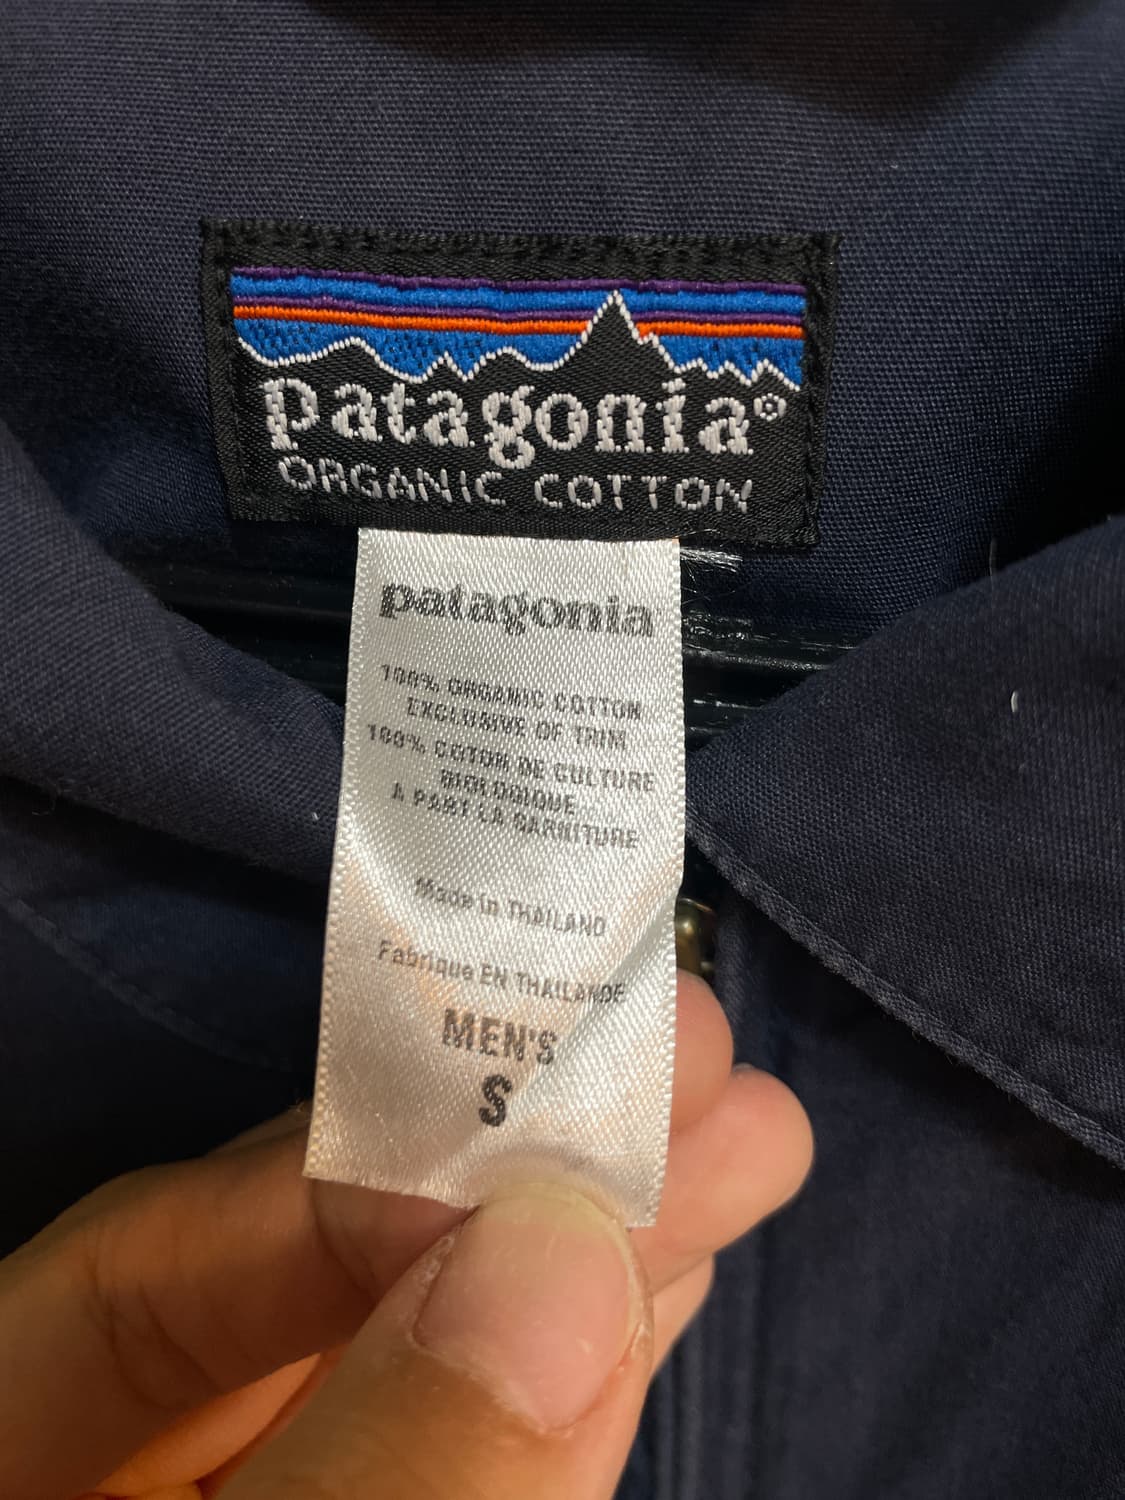 patagonia®
ORGANIC COTTON
patagonia
100% ORGANIC COTTON
EXCLUSIVE OF TRIM
100% COTON DE CULTURE
BIOLOGIQUE
A PART LA GARNITURE
Made in THAILAND
Fabrique EN THAILANDE
MEN'S
S